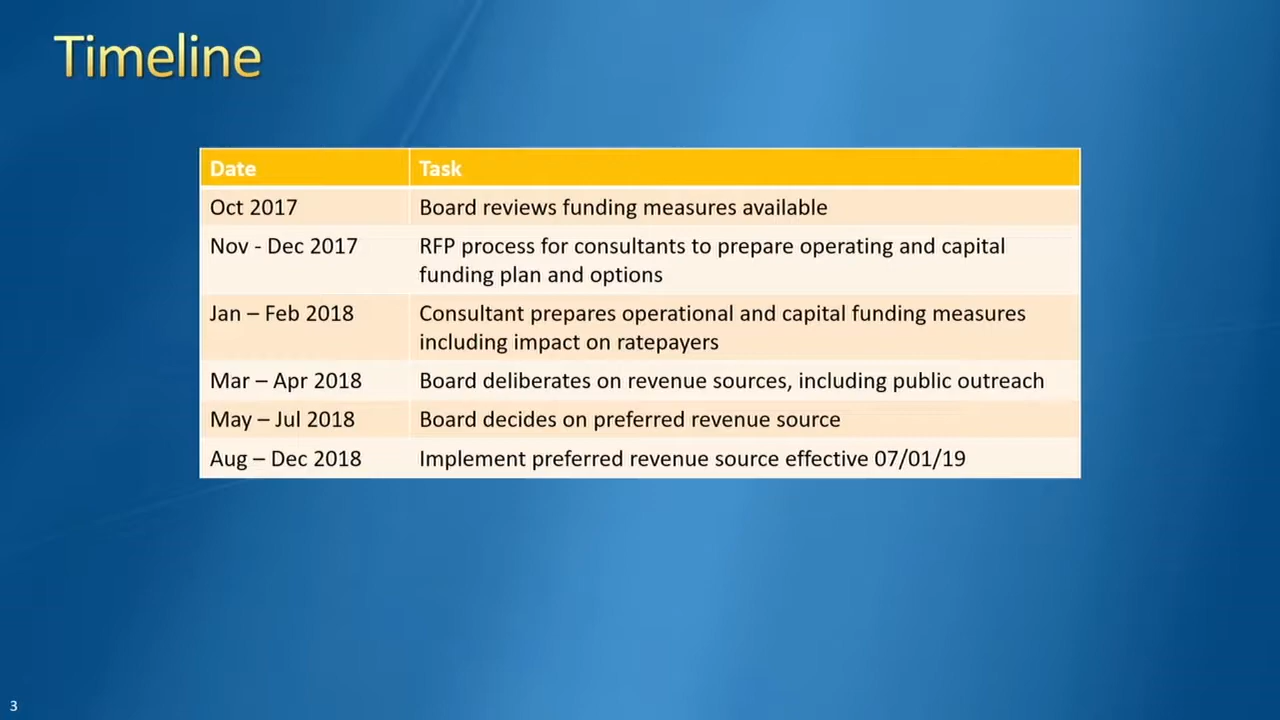 Timeline
Date Task
Oct 2017 Board reviews funding measures available
Nov - Dec 2017 RFP process for consultants to prepare operating and capital
funding plan and options
Jan – Feb 2018 Consultant prepares operational and capital funding measures
including impact on ratepayers
Mar – Apr 2018 Board deliberates on revenue sources, including public outreach
May – Jul 2018 Board decides on preferred revenue source
Aug – Dec 2018 Implement preferred revenue source effective 07/01/19
3